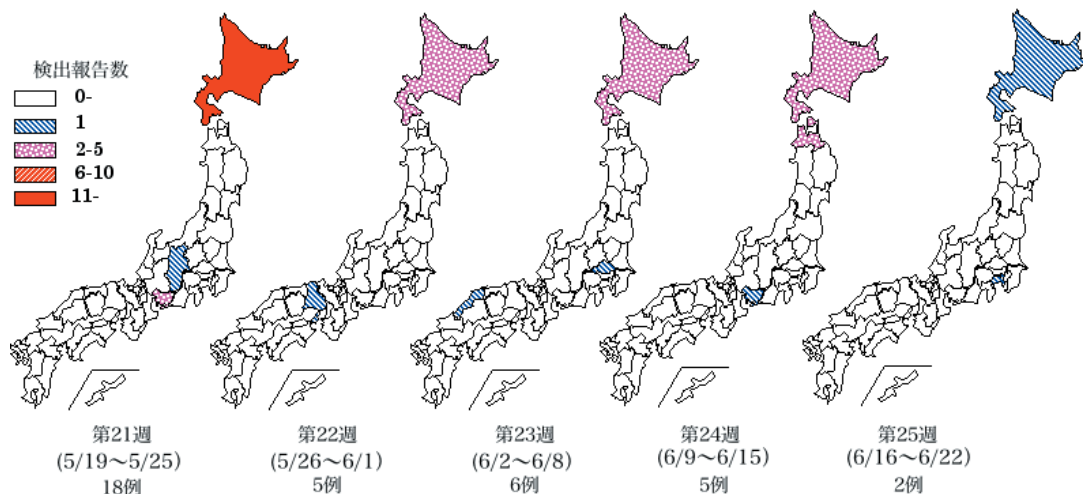 検出報告数
0-
1
2-5
6-10
11-
第21週
(5/19～5/25)
18例
第22週
(5/26～6/1)
5例
第23週
(6/2～6/8)
6例
第24週
(6/9～6/15)
5例
第25週
(6/16～6/22)
2例